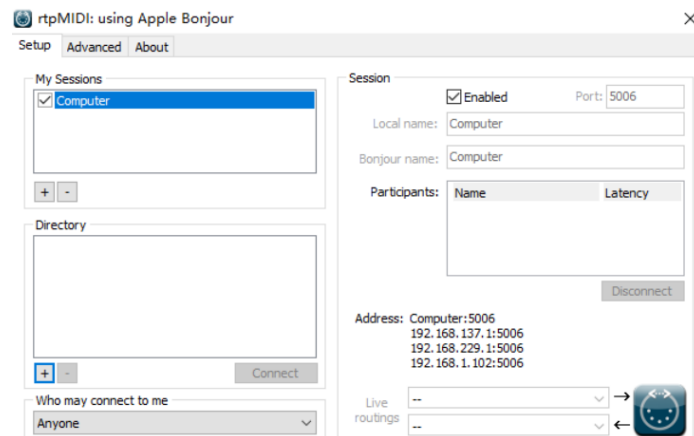 rtpMIDI: using Apple Bonjour
Setup Advanced About
My Sessions
Computer
+ -
Directory
+ - Connect
Who may connect to me
Anyone
Session
Enabled Port: 5006
Local name: Computer
Bonjour name: Computer
Participants: Name Latency
Disconnect
Address: Computer:5006
192.168.137.1:5006
192.168.229.1:5006
192.168.1.102:5006
Live routings
--
--